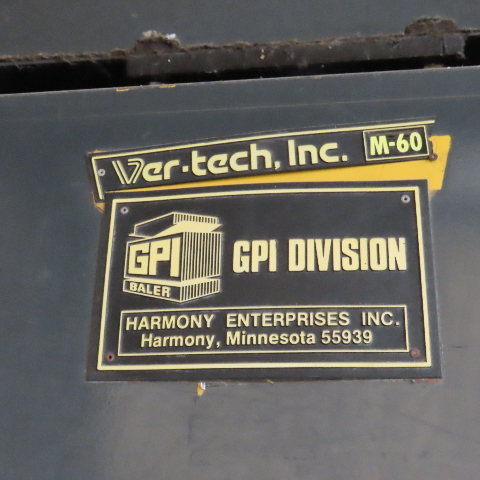 Ver-tech, Inc. M-60
GPI
BALER
GPI DIVISION
HARMONY ENTERPRISES INC.
Harmony, Minnesota 55939